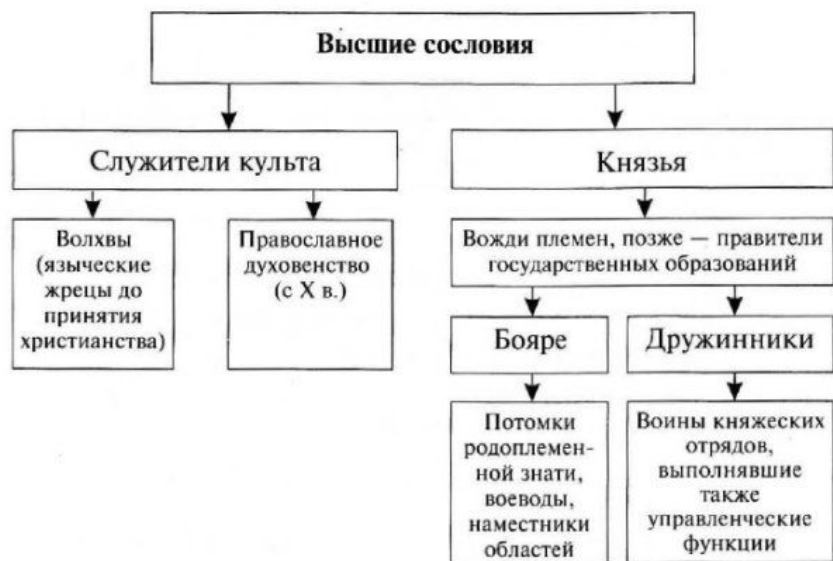 Высшие сословия
Служители культа
Князья
Волхвы
(языческие
жрецы до
принятия
христианства)
Православное
духовенство
(с X в.)
Вожди племен, позже — правители
государственных образований
Бояре
Дружинники
Потомки
родоплемен-
ной знати,
воеводы,
наместники
областей
Воины княжеских
отрядов,
выполнявшие
также
управленческие
функции